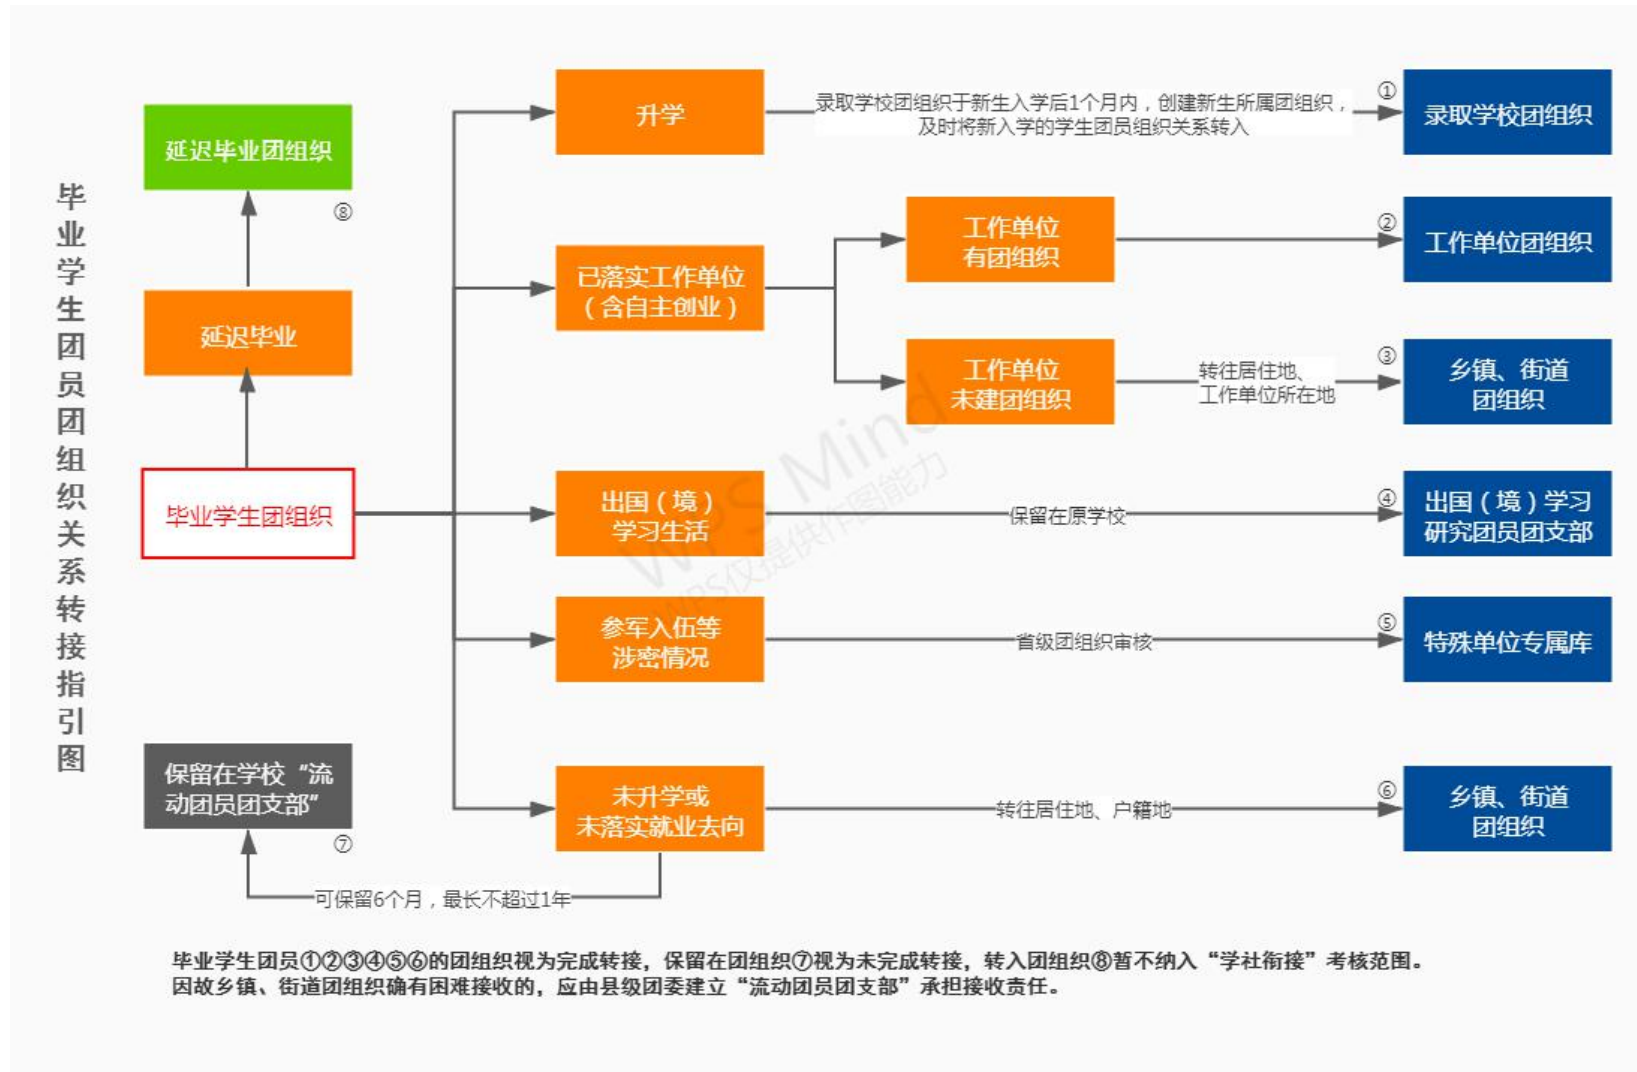 毕业学生团员团组织关系转接指引图
延迟毕业团组织
⑧
延迟毕业
毕业学生团组织
保留在学校“流
动团员团支部”
⑦
可保留6个月，最长不超过1年
升学
录取学校团组织于新生入学后1个月内，创建新生所属团组织，
及时将新入学的学生团员组织关系转入
①
录取学校团组织
已落实工作单位
（含自主创业）
工作单位
有团组织
②
工作单位团组织
工作单位
未建团组织
转往居住地、
工作单位所在地
③
乡镇、街道
团组织
出国（境）
学习生活
保留在原学校
④
出国（境）学习
研究团员团支部
参军入伍等
涉密情况
省级团组织审核
⑤
特殊单位专属库
未升学或
未落实就业去向
转往居住地、户籍地
⑥
乡镇、街道
团组织
WPS Mind
WPS仅提供作图能力
毕业学生团员①②③④⑤⑥的团组织视为完成转接，保留在团组织⑦视为未完成转接，转入团组织⑧暂不纳入“学社衔接”考核范围。
因故乡镇、街道团组织确有困难接收的，应由县级团委建立“流动团员团支部”承担接收责任。